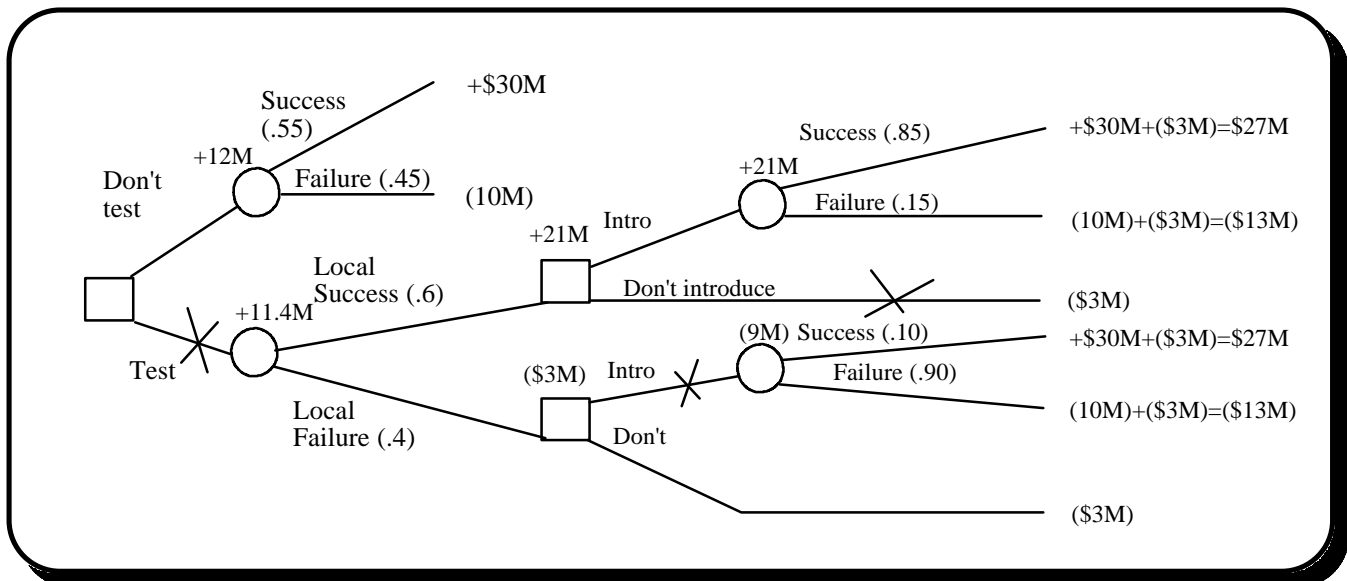 +$30M
Success
(.55)
+12M
Failure (.45)
(10M)
Don't
test
Success (.85)
+$30M+($3M)=$27M
+21M
Failure (.15)
(10M)+($3M)=($13M)
Intro
+21M
Local
Success (.6)
Don't introduce
($3M)
+11.4M
Test
(9M)
Success (.10)
+$30M+($3M)=$27M
($3M)
Intro
Failure (.90)
(10M)+($3M)=($13M)
Local
Failure (.4)
Don't
($3M)